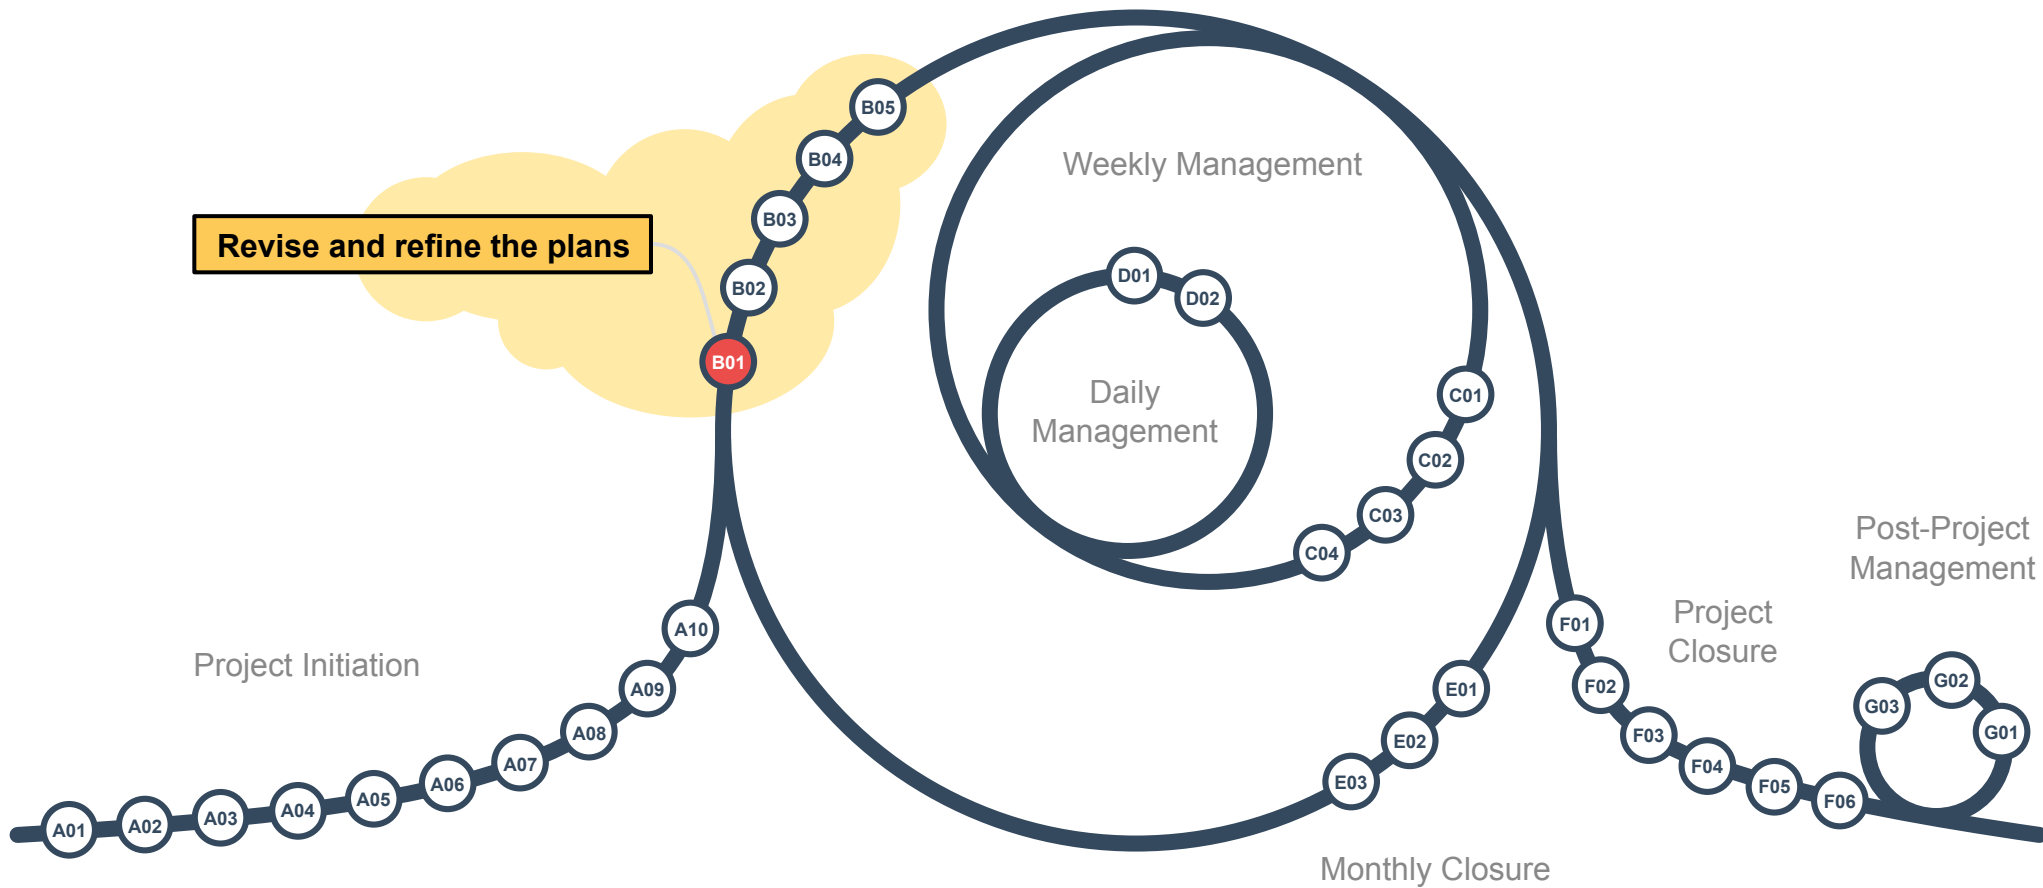 B05
B04
Weekly Management
B03
Revise and refine the plans
D01
B02
D02
B01
Daily
Management
C01
C02
C03
C04
Post-Project
Management
Project
Closure
A10
F01
Project Initiation
A09
E01
F02
G02
G03
A08
E02
F03
G01
A07
F04
A06
E03
F05
A05
F06
A04
A03
A02
A01
Monthly Closure